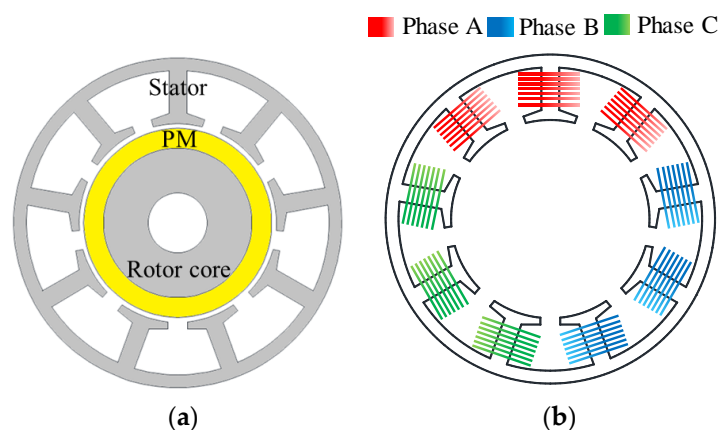 Phase A Phase B Phase C
Stator
PM
Rotor core
(a) (b)